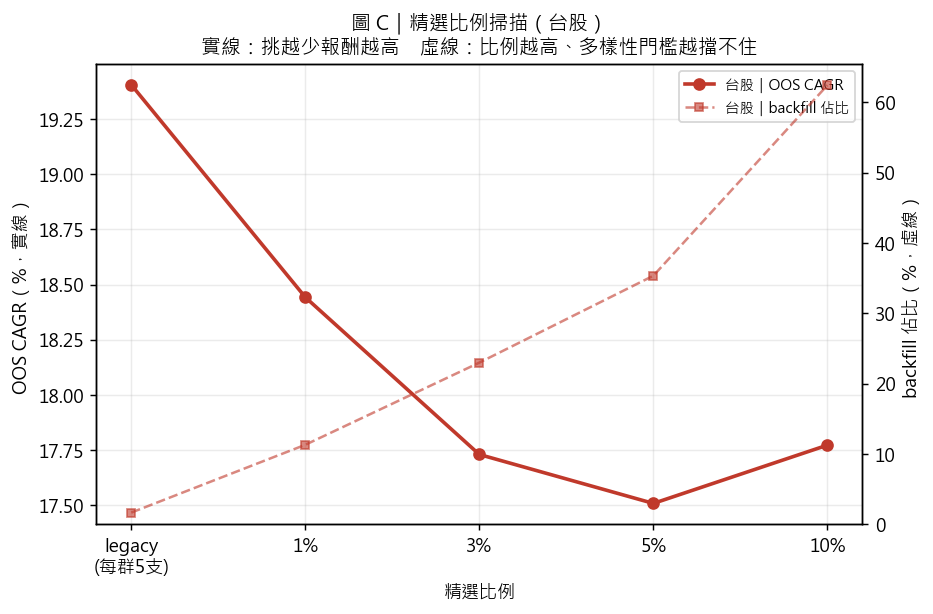 圖 C｜精選比例掃描（台股）
實線：挑越少報酬越高　虛線：比例越高、多樣性門檻越擋不住
台股｜OOS CAGR
台股｜backfill 佔比
OOS CAGR（%，實線）
19.25
19.00
18.75
18.50
18.25
18.00
17.75
17.50
60
50
40
30
20
10
0
backfill 佔比（%，虛線）
legacy
(每群5支)
1%
3%
5%
10%
精選比例